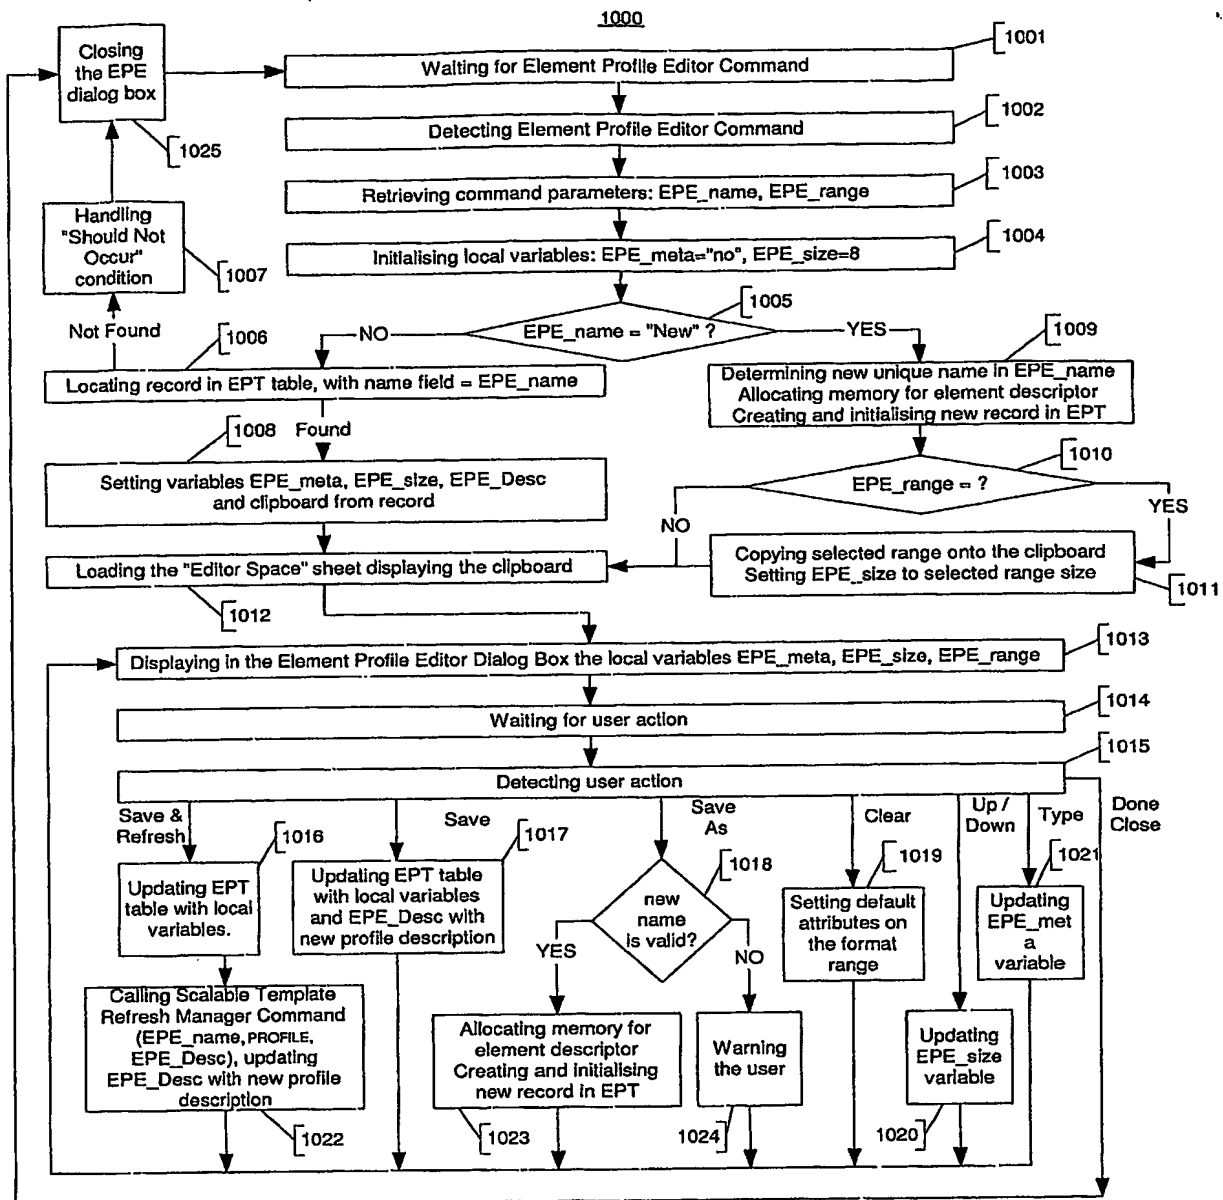 1000
Closing
the EPE
dialog box
1025
Waiting for Element Profile Editor Command
1001
Detecting Element Profile Editor Command
1002
Retrieving command parameters: EPE_name, EPE_range
1003
Handling
"Should Not
Occur"
condition
1007
Initialising local variables: EPE_meta="no", EPE_size=8
1004
Not Found
1006
NO
EPE_name = "New" ?
1005
YES
1009
Locating record in EPT table, with name field = EPE_name
Determining new unique name in EPE_name
Allocating memory for element descriptor
Creating and initialising new record in EPT
1008
Found
1010
Setting variables EPE_meta, EPE_size, EPE_Desc
and clipboard from record
EPE_range = ?
NO
YES
Loading the "Editor Space" sheet displaying the clipboard
Copying selected range onto the clipboard
Setting EPE_size to selected range size
1011
1012
Displaying in the Element Profile Editor Dialog Box the local variables EPE_meta, EPE_size, EPE_range
1013
Waiting for user action
1014
Detecting user action
1015
Save &
Refresh
1016
Save
1017
Save
As
1018
Clear
1019
Up /
Down
Type
1021
Done
Close
Updating EPT
table with local
variables.
Updating EPT table
with local variables
and EPE_Desc with
new profile description
new
name
is valid?
YES
NO
Setting default
attributes on
the format
range
Updating
EPE_met
a
variable
Calling Scalable Template
Refresh Manager Command
(EPE_name, PROFILE,
EPE_Desc), updating
EPE_Desc with new profile
description
1022
Allocating memory for
element descriptor
Creating and initialising
new record in EPT
1023
Warning
the user
1024
Updating
EPE_size
variable
1020